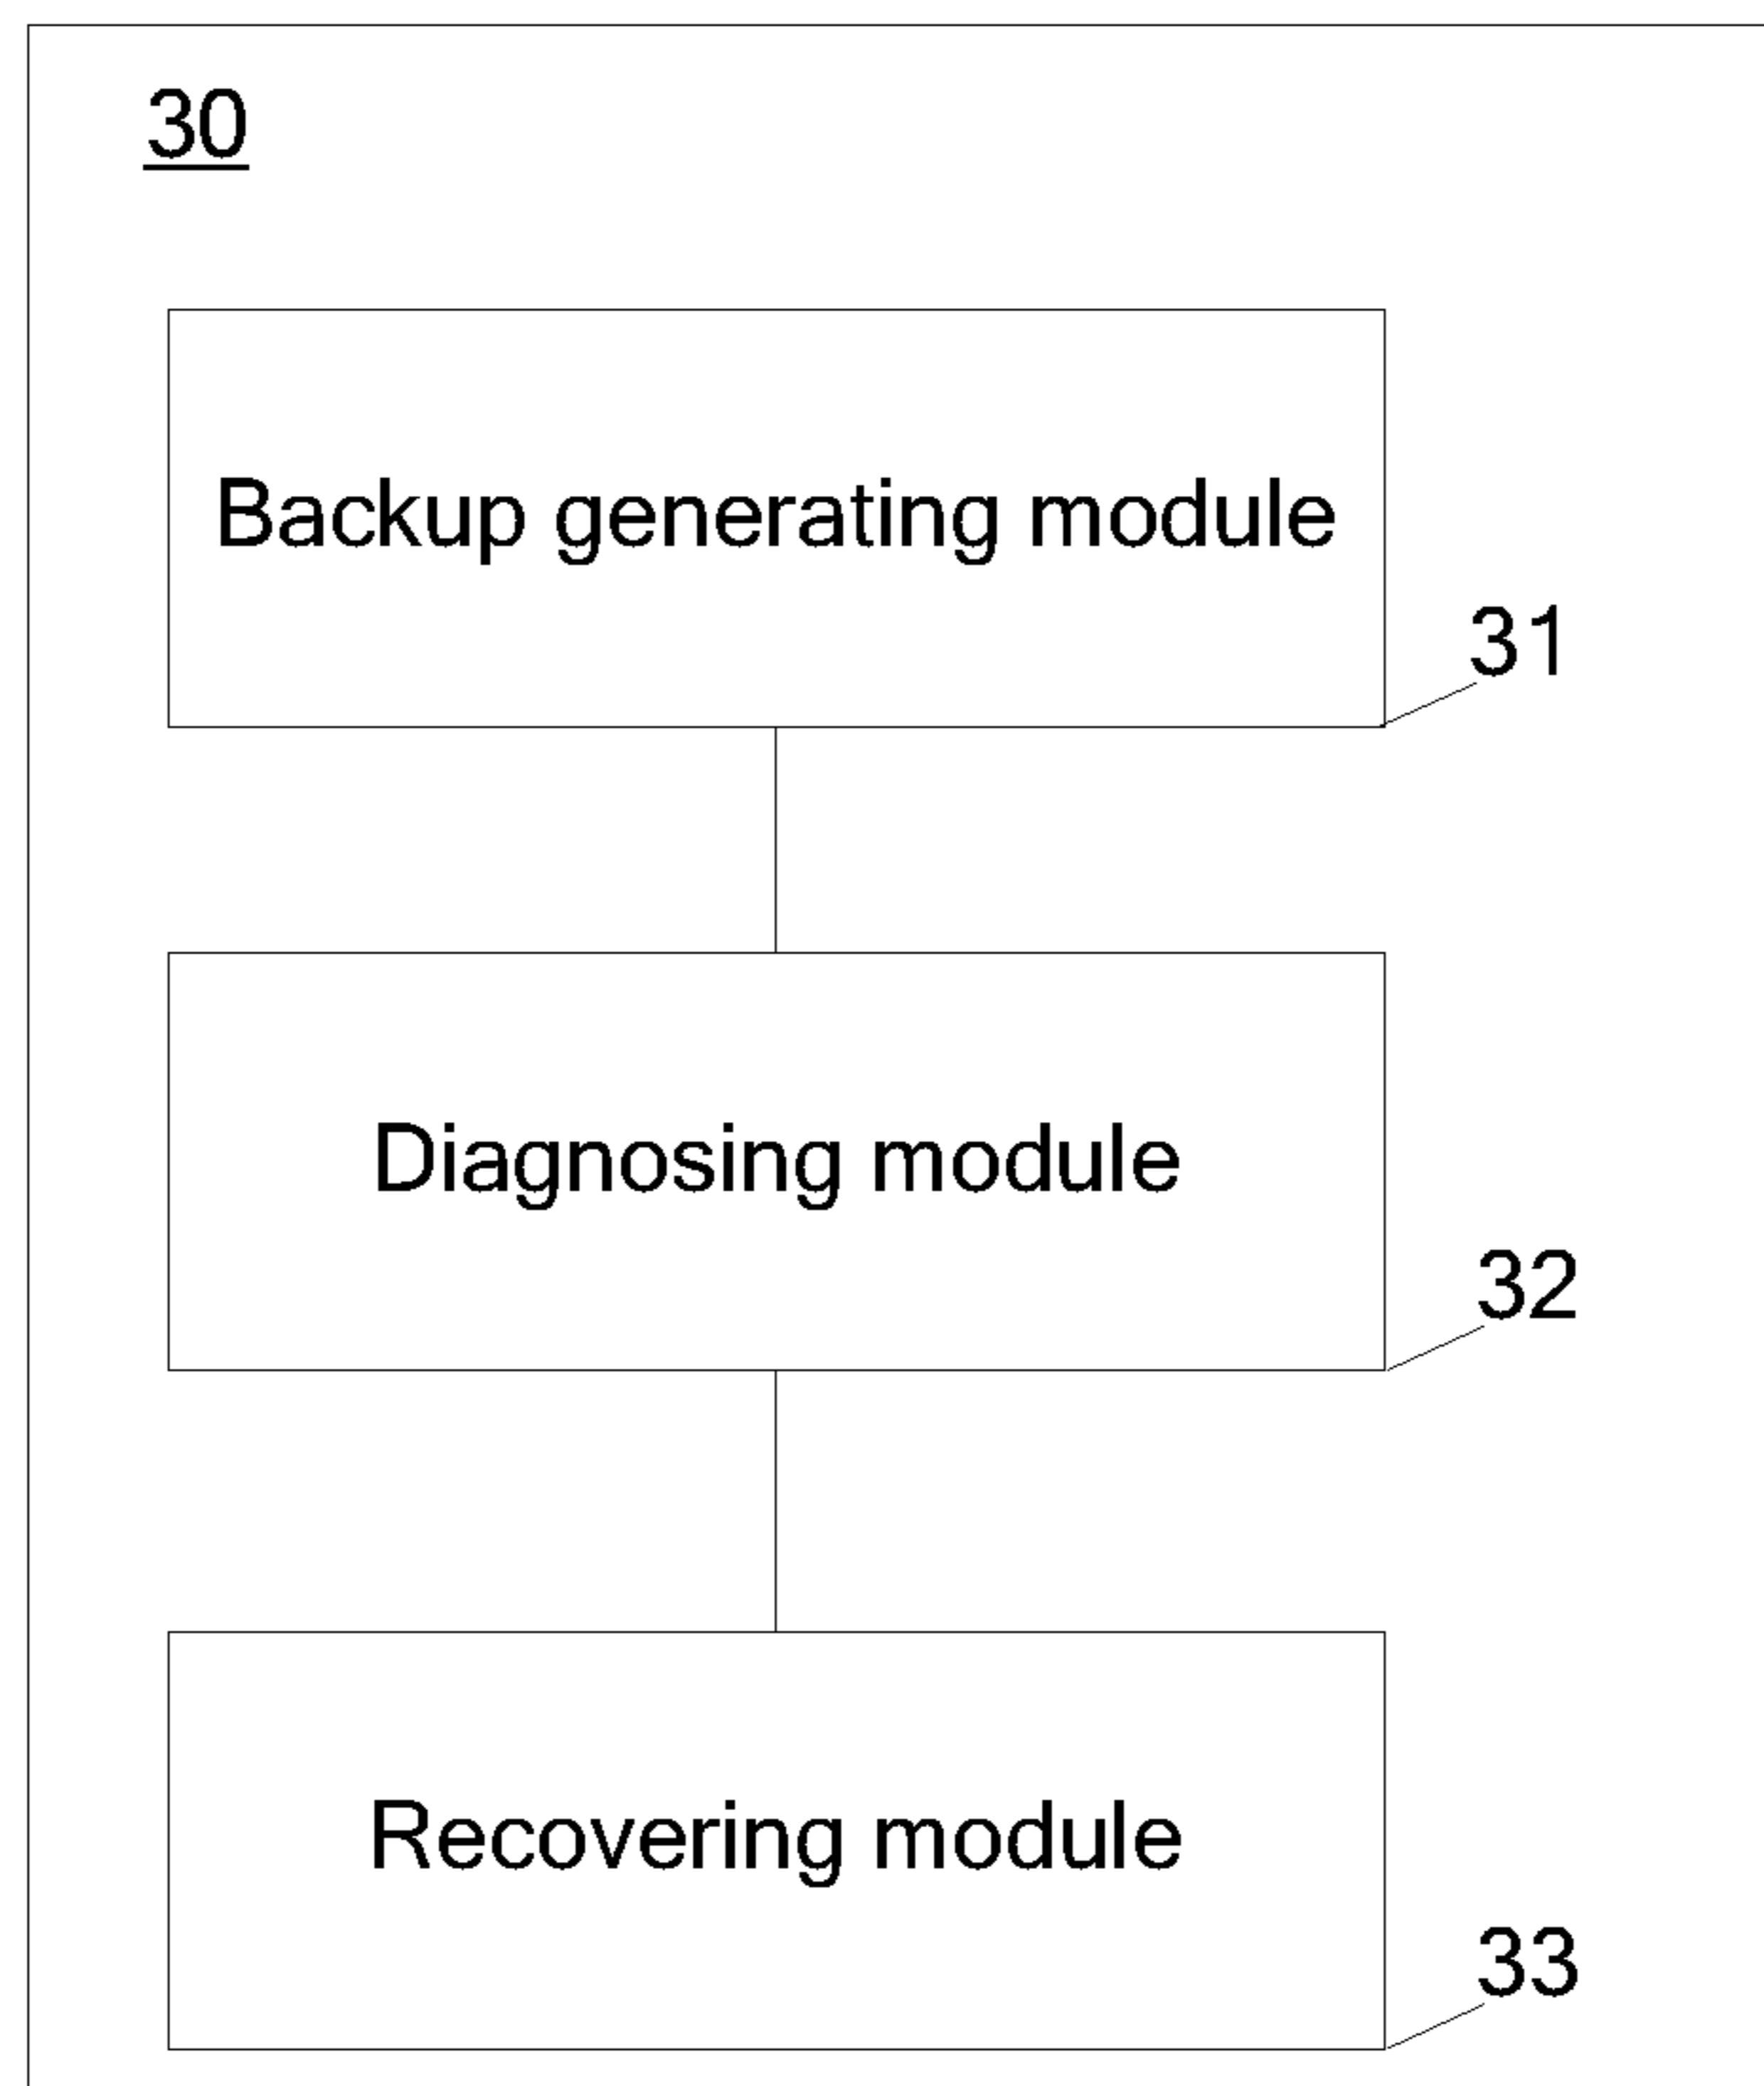 30
Backup generating module
31
Diagnosing module
32
Recovering module
33